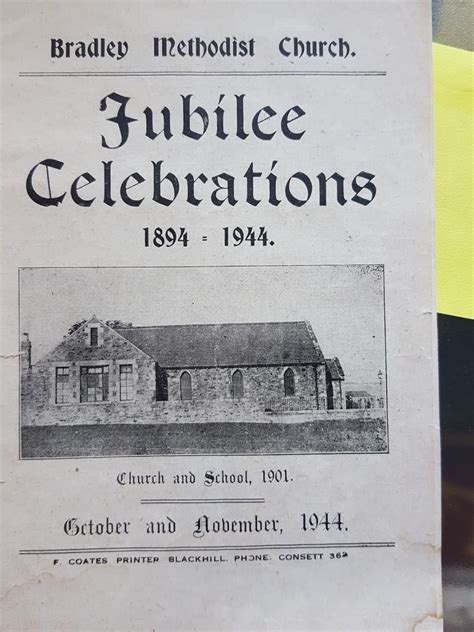 Bradley Methodist Church.
Jubilee
Celebrations
1894 - 1944.
Church and School, 1901.
October and November, 1944.
F. COATES PRINTER BLACKHILL. PHONE. CONSETT